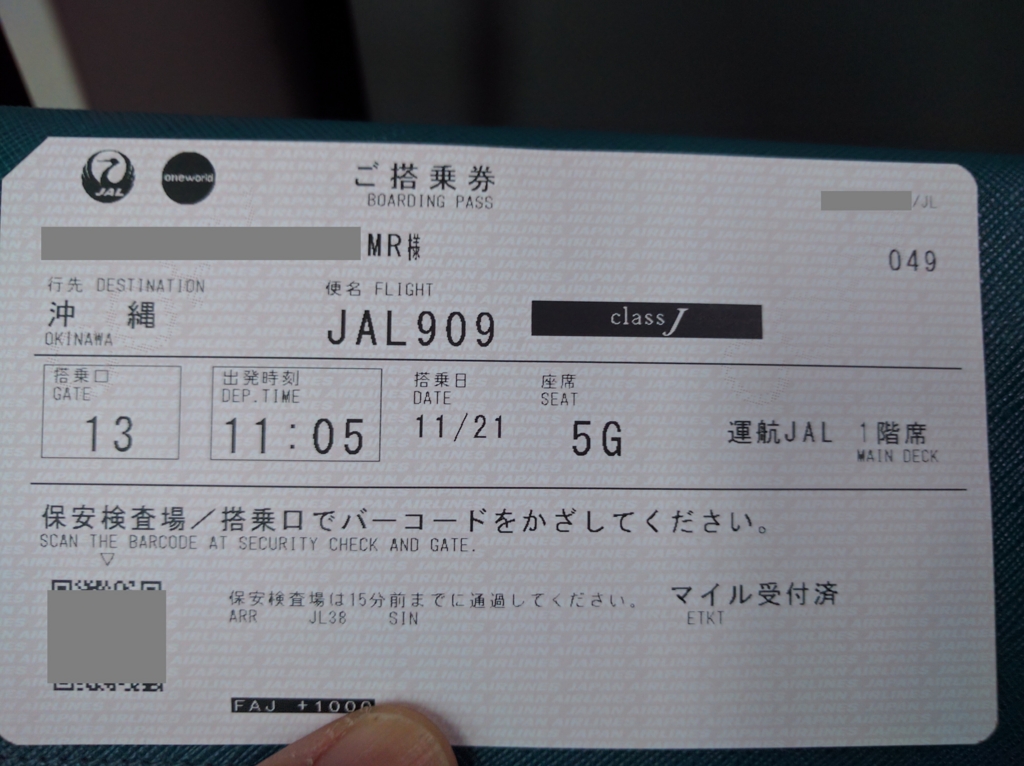 JAL oneworld ご搭乗券
BOARDING PASS
/JL
MR様
049
行先 DESTINATION 便名 FLIGHT
沖縄 JAL909 class J
OKINAWA
搭乗口 出発時刻 搭乗日 座席
GATE DEP.TIME DATE SEAT
13 11:05 11/21 5G 運航JAL 1階席
MAIN DECK
保安検査場/搭乗口でバーコードをかざしてください。
SCAN THE BARCODE AT SECURITY CHECK AND GATE.
保安検査場は15分前までに通過してください。 マイル受付済
ARR JL38 SIN ETKT
FAJ +1000